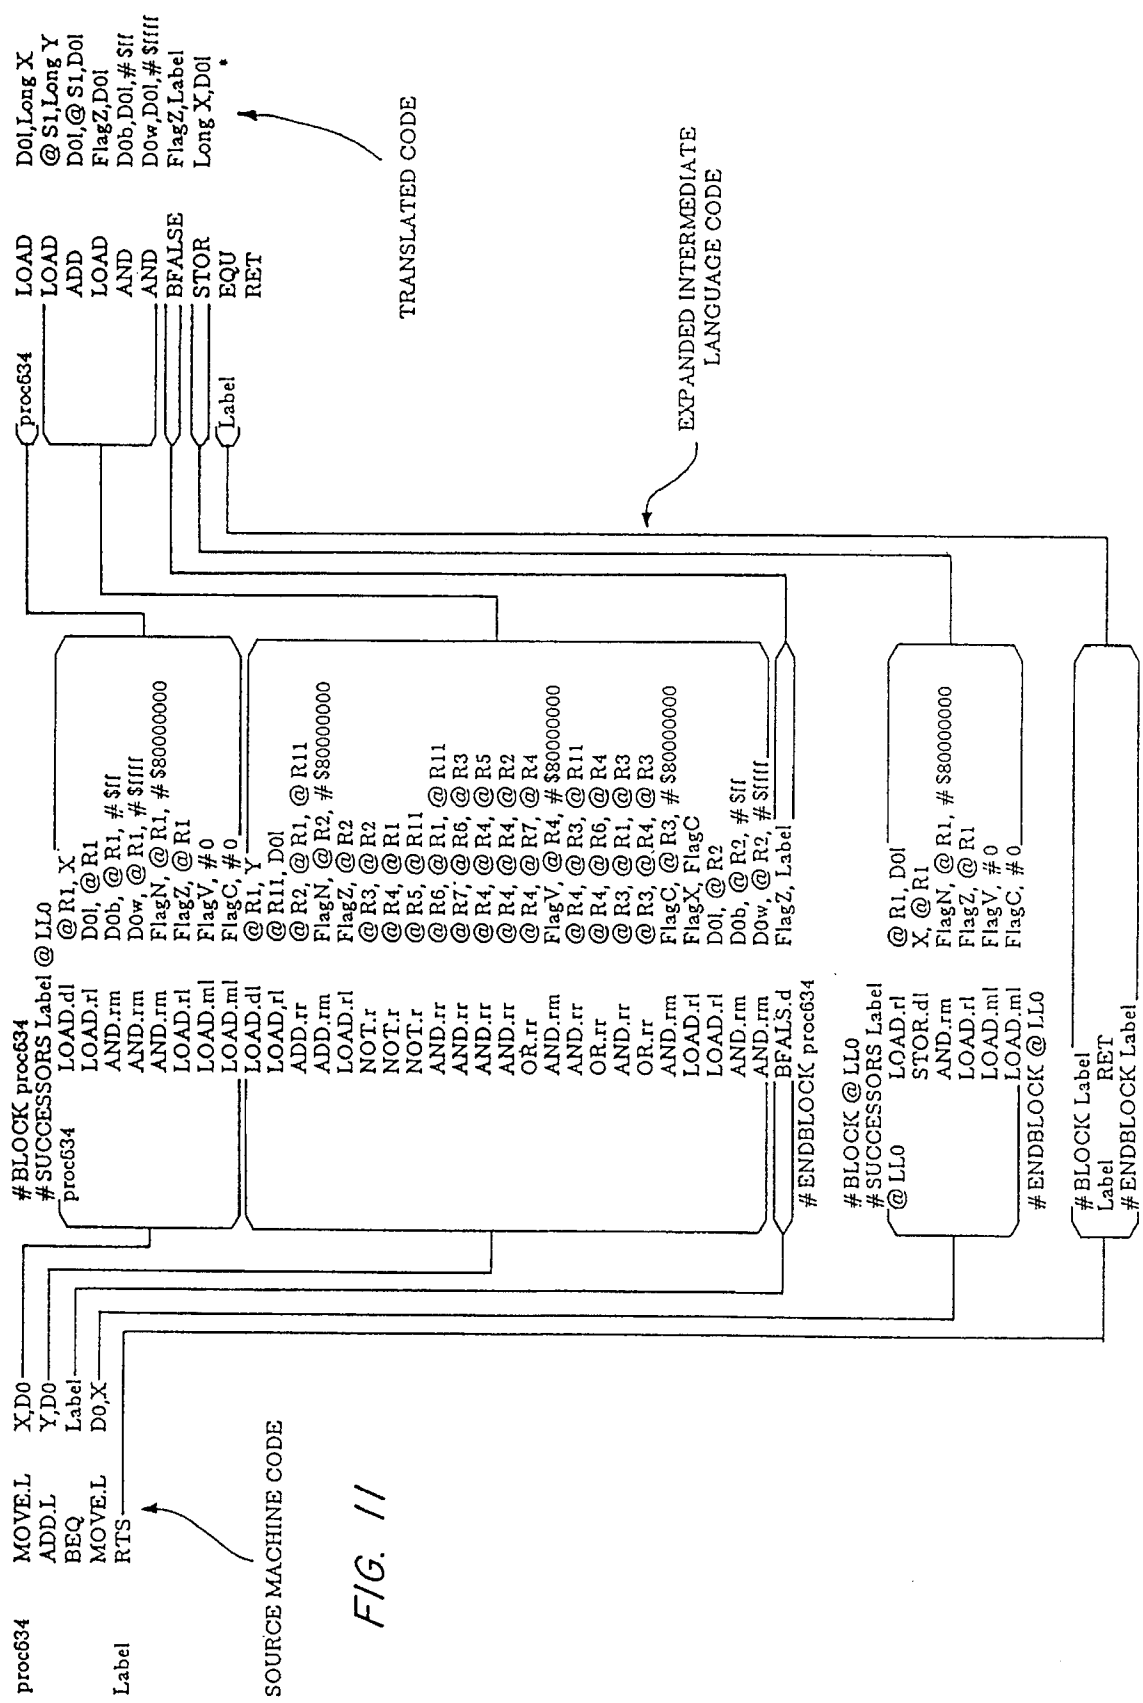 proc634 MOVE.L X,D0
ADD.L Y,D0
BEQ Label
MOVE.L D0,X
Label RTS
SOURCE MACHINE CODE
FIG. 11
#BLOCK proc634
#SUCCESSORS Label @LL0
proc634 LOAD.dl @R1, X
LOAD.rl D0l, @R1
AND.rm D0b, @R1, #$ff
AND.rm D0w, @R1, #$ffff
AND.rm FlagN, @R1, #$80000000
LOAD.rl FlagZ, @R1
LOAD.ml FlagV, #0
LOAD.ml FlagC, #0
LOAD.dl @R1, Y
LOAD,rl @R11, D0l
ADD.rr @R2, @R1, @R11
ADD.rm FlagN, @R2, #$80000000
LOAD.rl FlagZ, @R2
NOT.r @R3, @R2
NOT.r @R4, @R1
NOT.r @R5, @R11
AND.rr @R6, @R1, @R11
AND.rr @R7, @R6, @R3
AND.rr @R4, @R4, @R5
AND.rr @R4, @R4, @R2
OR.rr @R4, @R7, @R4
AND.rm FlagV, @R4, #$80000000
AND.rr @R4, @R3, @R11
OR.rr @R4, @R6, @R4
AND.rr @R3, @R1, @R3
OR.rr @R3, @R4, @R3
AND.rm FlagC, @R3, #$80000000
LOAD.rl FlagX, FlagC
LOAD.rl D0l, @R2
AND.rm D0b, @R2, #$ff
AND.rm D0w, @R2, #$ffff
BFALS.d FlagZ, Label
#ENDBLOCK proc634
#BLOCK @LL0
#SUCCESSORS Label
@LL0 LOAD.rl @R1, D0l
STOR.dl X, @R1
AND.rm FlagN, @R1, #$80000000
LOAD.rl FlagZ, @R1
LOAD.ml FlagV, #0
LOAD.ml FlagC, #0
#ENDBLOCK @LL0
#BLOCK Label
Label RET
#ENDBLOCK Label
EXPANDED INTERMEDIATE
LANGUAGE CODE
proc634 LOAD D0l,Long X
LOAD @S1,Long Y
ADD D0l,@S1,D0l
LOAD FlagZ,D0l
AND D0b,D0l,#$ff
AND D0w,D0l,#$ffff
BFALSE FlagZ,Label
STOR Long X,D0l
Label EQU *
RET
TRANSLATED CODE